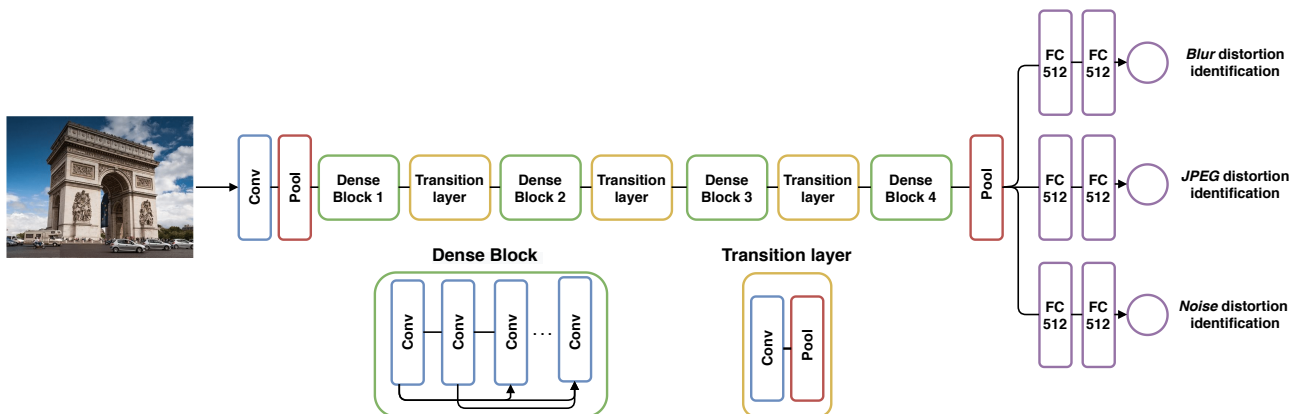 Conv
Pool
Dense
Block 1
Transition
layer
Dense
Block 2
Transition
layer
Dense
Block 3
Transition
layer
Dense
Block 4
Pool
FC
512
FC
512
Blur distortion
identification
FC
512
FC
512
JPEG distortion
identification
FC
512
FC
512
Noise distortion
identification
Dense Block
Conv
Conv
Conv
...
Conv
Transition layer
Conv
Pool